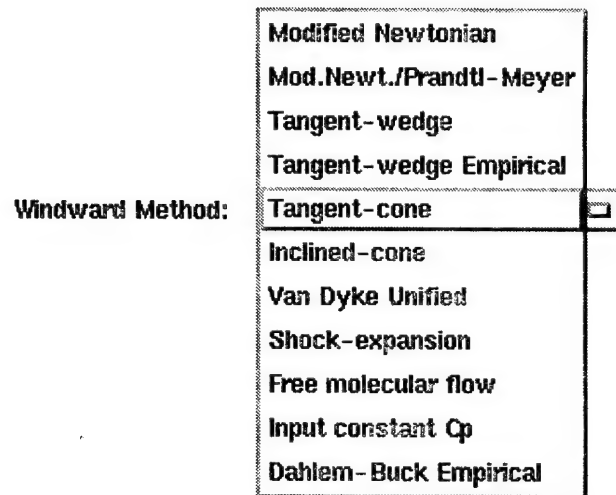 Modified Newtonian
Mod.Newt./Prandtl-Meyer
Tangent-wedge
Tangent-wedge Empirical
Windward Method: Tangent-cone
Inclined-cone
Van Dyke Unified
Shock-expansion
Free molecular flow
Input constant Cp
Dahlem-Buck Empirical